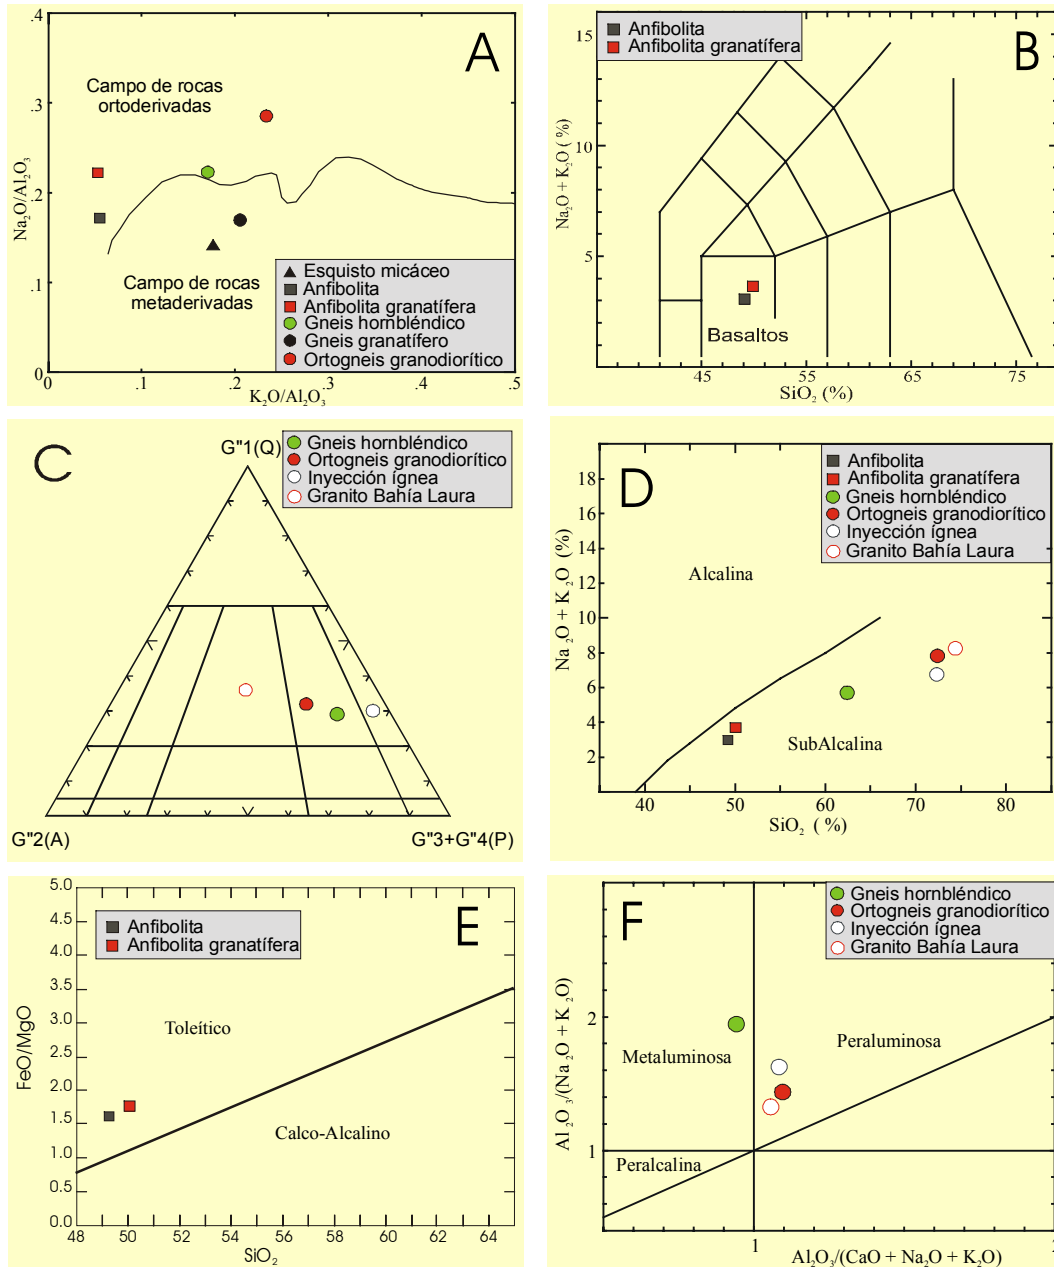 A
.4
.3
.2
.1
0
Na2O/Al2O3
Campo de rocas
ortoderivadas
Campo de rocas
metaderivadas
Esquisto micáceo
Anfibolita
Anfibolita granatífera
Gneis hornbléndico
Gneis granatífero
Ortogneis granodiorítico
0
.1
.2
.3
.4
.5
K2O/Al2O3
B
Anfibolita
Anfibolita granatífera
15
10
5
Na2O + K2O ( %)
Basaltos
45
55
65
75
SiO2 (%)
C
G"1(Q)
Gneis hornbléndico
Ortogneis granodiorítico
Inyección ígnea
Granito Bahía Laura
G"2(A)
G"3+G"4(P)
D
Anfibolita
Anfibolita granatífera
Gneis hornbléndico
Ortogneis granodiorítico
Inyección ígnea
Granito Bahía Laura
18
16
14
12
10
8
6
4
2
Na2O + K2O (%)
Alcalina
SubAlcalina
40
50
60
70
80
SiO2 ( %)
E
Anfibolita
Anfibolita granatífera
5.0
4.5
4.0
3.5
3.0
2.5
2.0
1.5
1.0
0.5
0.0
FeO/MgO
Toleítico
Calco-Alcalino
48
50
52
54
56
58
60
62
64
SiO2
F
Gneis hornbléndico
Ortogneis granodiorítico
Inyección ígnea
Granito Bahía Laura
2
1
Al2O3/(Na2O + K2O)
Metaluminosa
Peraluminosa
Peralcalina
1
Al2O3/(CaO + Na2O + K2O)